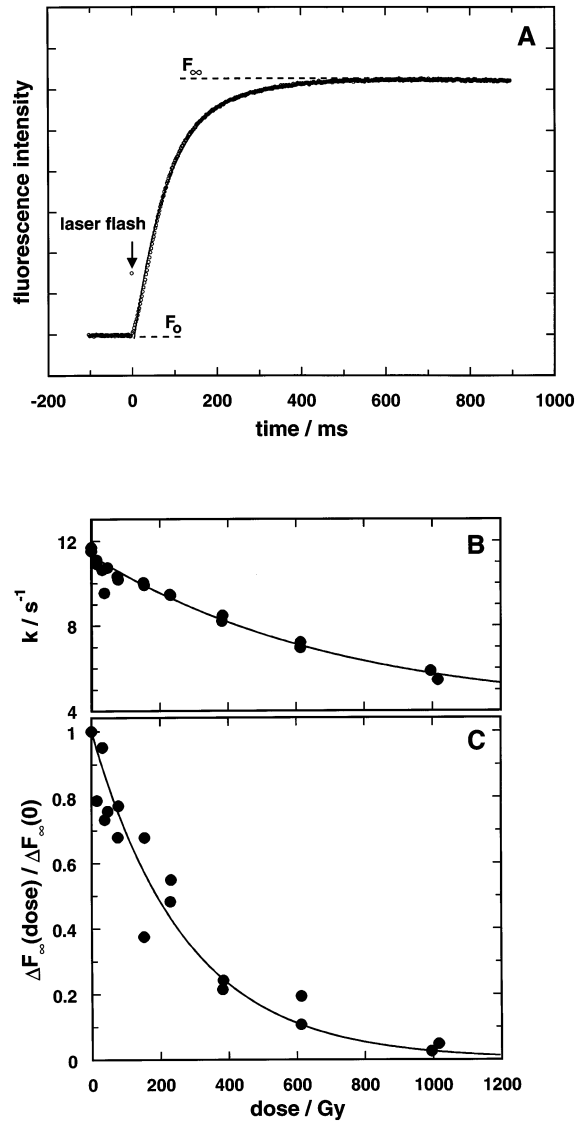 A
F∞
laser flash
F₀
fluorescence intensity
-200 0 200 400 600 800 1000
time / ms
B
12
8
4
k / s⁻¹
C
1
0.8
0.6
0.4
0.2
0
ΔF∞(dose) / ΔF∞(0)
0 200 400 600 800 1000 1200
dose / Gy